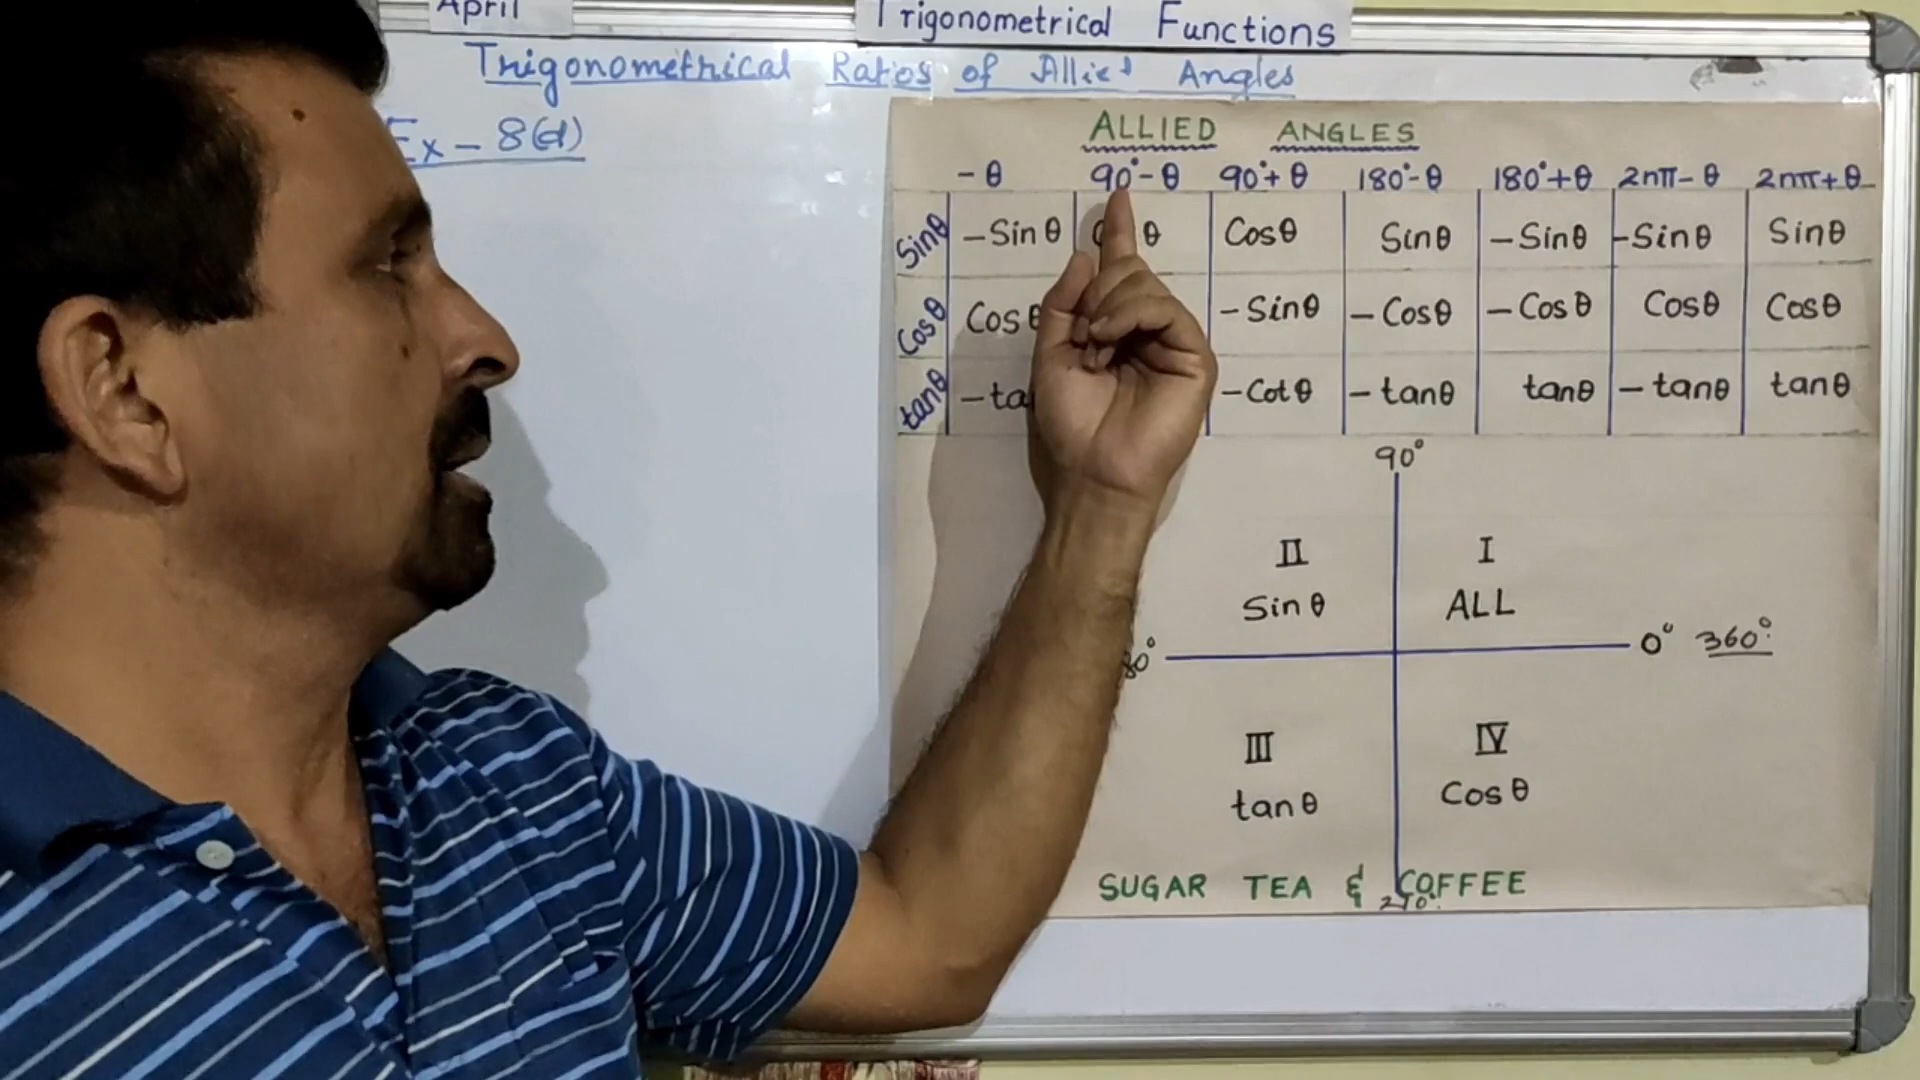 April
Trigonometrical Functions
Trigonometrical Ratios of Allied Angles
Ex - 8(d)
ALLIED ANGLES
-θ 90°-θ 90°+θ 180°-θ 180°+θ 2nπ-θ 2nπ+θ
Sinθ -Sinθ θ Cosθ Sinθ -Sinθ -Sinθ Sinθ
Cosθ Cosθ -Sinθ -Cosθ -Cosθ Cosθ Cosθ
tanθ -ta -Cotθ -tanθ tanθ -tanθ tanθ
90°
II I
Sinθ ALL
80° 0° 360°
III IV
tanθ Cosθ
SUGAR TEA & COFFEE
270°